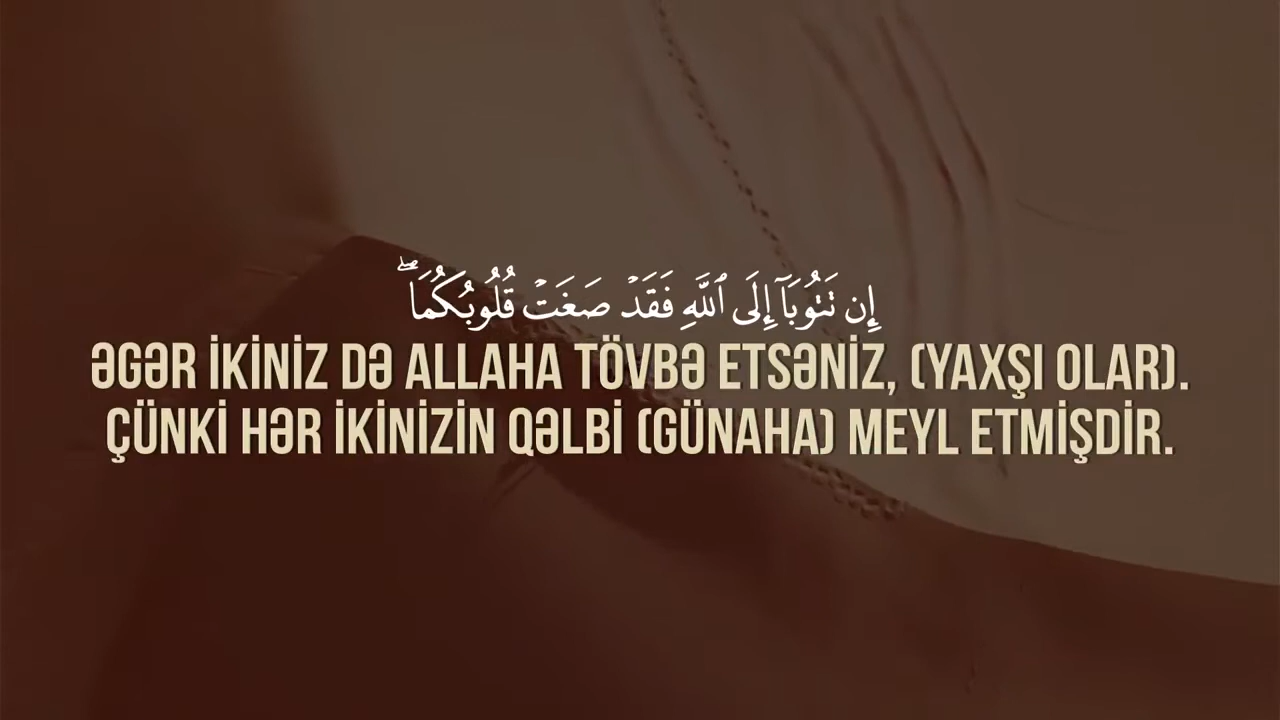 إِن تَتُوبَآ إِلَى ٱللَّهِ فَقَدْ صَغَتْ قُلُوبُكُمَا ۖ
ƏGƏR İKİNİZ DƏ ALLAHA TÖVBƏ ETSƏNİZ, (YAXŞI OLAR).
ÇÜNKİ HƏR İKİNİZİN QƏLBİ (GÜNAHA) MEYL ETMİŞDİR.